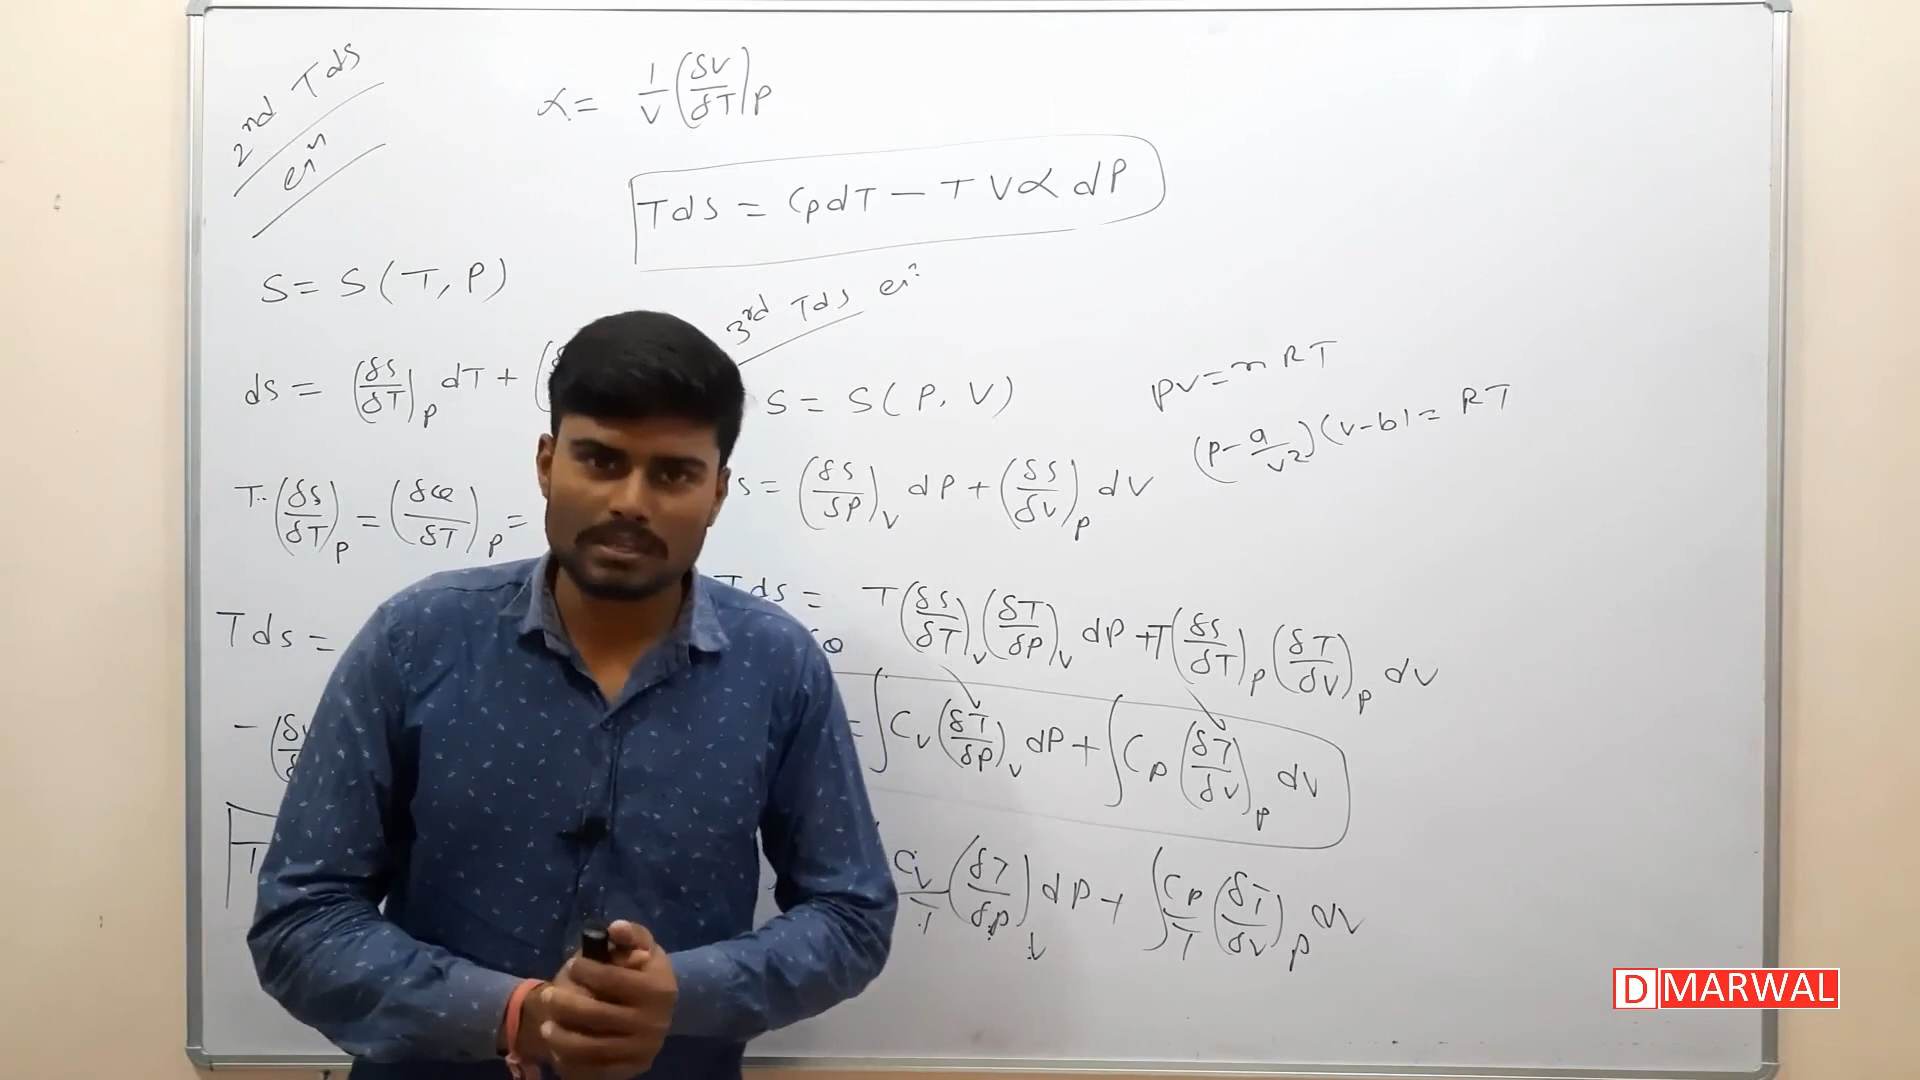 2nd Tds
eqn
α = 1/V (δV/δT)P
Tds = CPdT − TVα dP
S = S(T, P)
ds = (δS/δT)P dT + (
T·(δS/δT)P = (δQ/δT)P =
Tds =
− (δV
T
3rd Tds eqn
S = S(P, V)
s = (δS/δP)V dP + (δS/δV)P dV
PV = nRT
(P − a/V2)(V − b) = RT
Tds = T(δS/δT)V (δT/δP)V dP + T(δS/δT)P (δT/δV)P dV
Q
= ∫CV (δT/δP)V dP + ∫CP (δT/δV)P dV
CV/T (δT/δP)V dP + ∫CP/T (δT/δV)P dV
D MARWAL